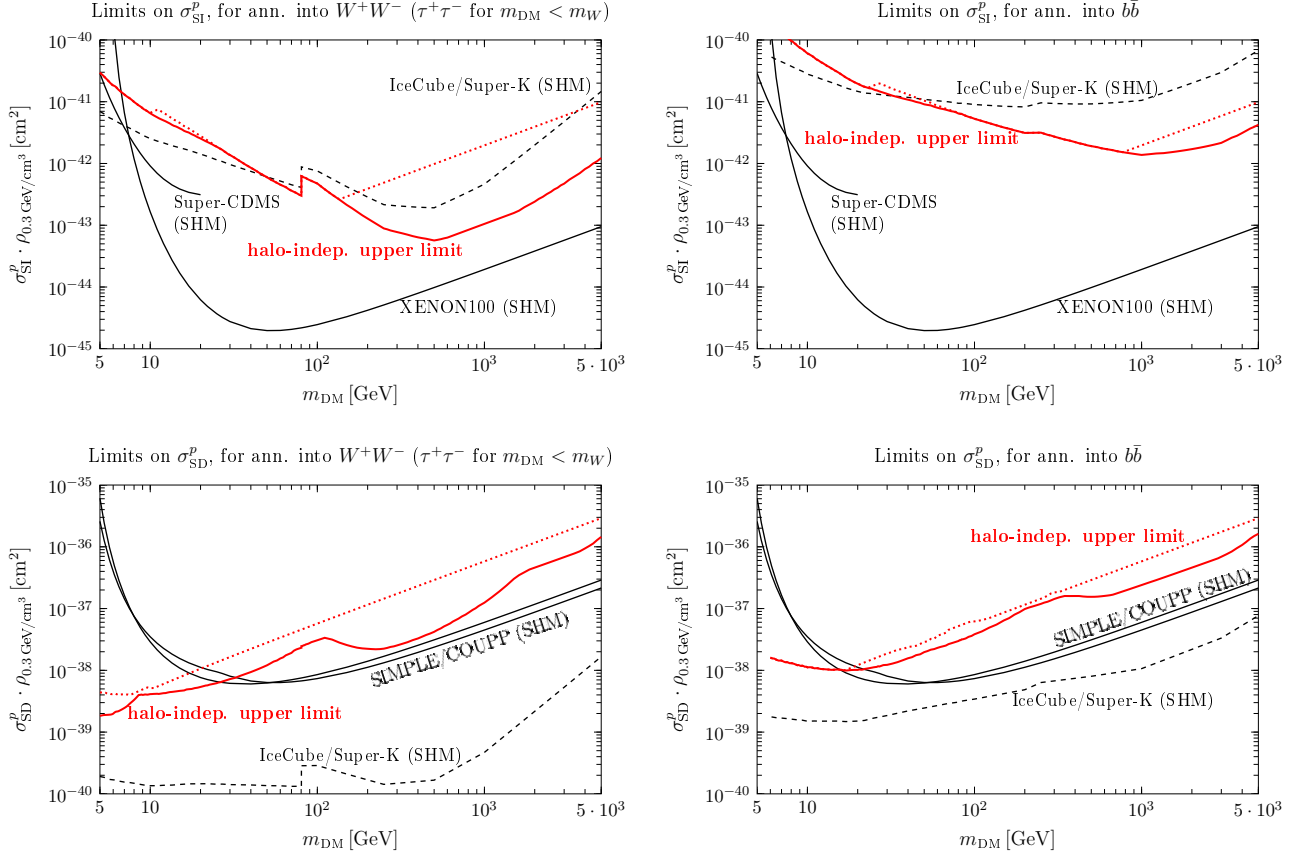 Limits on σ_SI^p, for ann. into W⁺W⁻ (τ⁺τ⁻ for m_DM < m_W)
10⁻⁴⁰
10⁻⁴¹
10⁻⁴²
10⁻⁴³
10⁻⁴⁴
10⁻⁴⁵
σ_SI^p · ρ_0.3 GeV/cm³ [cm²]
IceCube/Super-K (SHM)
Super-CDMS
(SHM)
halo-indep. upper limit
XENON100 (SHM)
5 10 10² 10³ 5 · 10³
m_DM [GeV]
Limits on σ_SI^p, for ann. into bb̄
10⁻⁴⁰
10⁻⁴¹
10⁻⁴²
10⁻⁴³
10⁻⁴⁴
10⁻⁴⁵
σ_SI^p · ρ_0.3 GeV/cm³ [cm²]
IceCube/Super-K (SHM)
halo-indep. upper limit
Super-CDMS
(SHM)
XENON100 (SHM)
5 10 10² 10³ 5 · 10³
m_DM [GeV]
Limits on σ_SD^p, for ann. into W⁺W⁻ (τ⁺τ⁻ for m_DM < m_W)
10⁻³⁵
10⁻³⁶
10⁻³⁷
10⁻³⁸
10⁻³⁹
10⁻⁴⁰
σ_SD^p · ρ_0.3 GeV/cm³ [cm²]
SIMPLE/COUPP (SHM)
halo-indep. upper limit
IceCube/Super-K (SHM)
5 10 10² 10³ 5 · 10³
m_DM [GeV]
Limits on σ_SD^p, for ann. into bb̄
10⁻³⁵
10⁻³⁶
10⁻³⁷
10⁻³⁸
10⁻³⁹
10⁻⁴⁰
σ_SD^p · ρ_0.3 GeV/cm³ [cm²]
halo-indep. upper limit
SIMPLE/COUPP (SHM)
IceCube/Super-K (SHM)
5 10 10² 10³ 5 · 10³
m_DM [GeV]